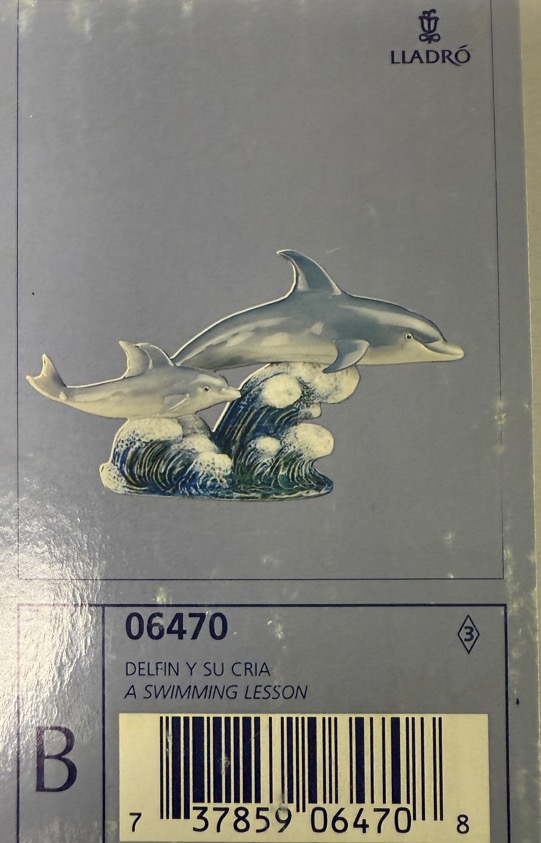 LLADRÓ
06470
3
DELFIN Y SU CRIA
A SWIMMING LESSON
B
7 37859 06470 8